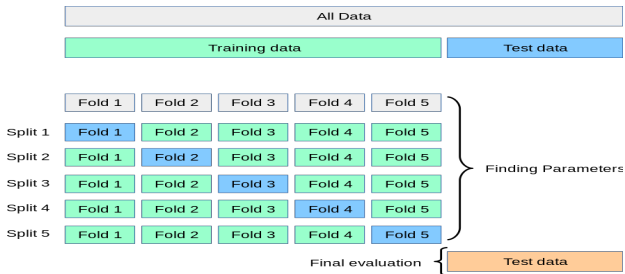 All Data
Training data Test data
Fold 1 Fold 2 Fold 3 Fold 4 Fold 5
Split 1 Fold 1 Fold 2 Fold 3 Fold 4 Fold 5
Split 2 Fold 1 Fold 2 Fold 3 Fold 4 Fold 5
Finding Parameters
Split 3 Fold 1 Fold 2 Fold 3 Fold 4 Fold 5
Split 4 Fold 1 Fold 2 Fold 3 Fold 4 Fold 5
Split 5 Fold 1 Fold 2 Fold 3 Fold 4 Fold 5
Final evaluation Test data